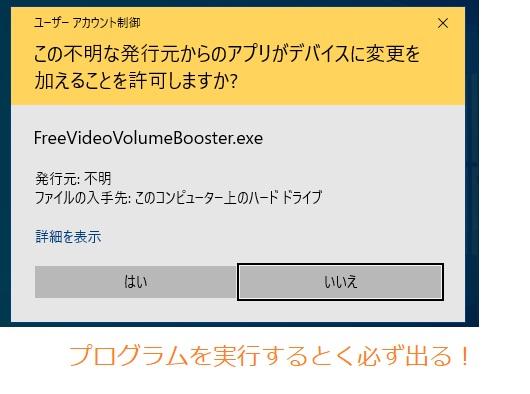 ユーザー アカウント制御
この不明な発行元からのアプリがデバイスに変更を
加えることを許可しますか?
FreeVideoVolumeBooster.exe
発行元: 不明
ファイルの入手先: このコンピューター上のハード ドライブ
詳細を表示
はい
いいえ
プログラムを実行するとく必ず出る！